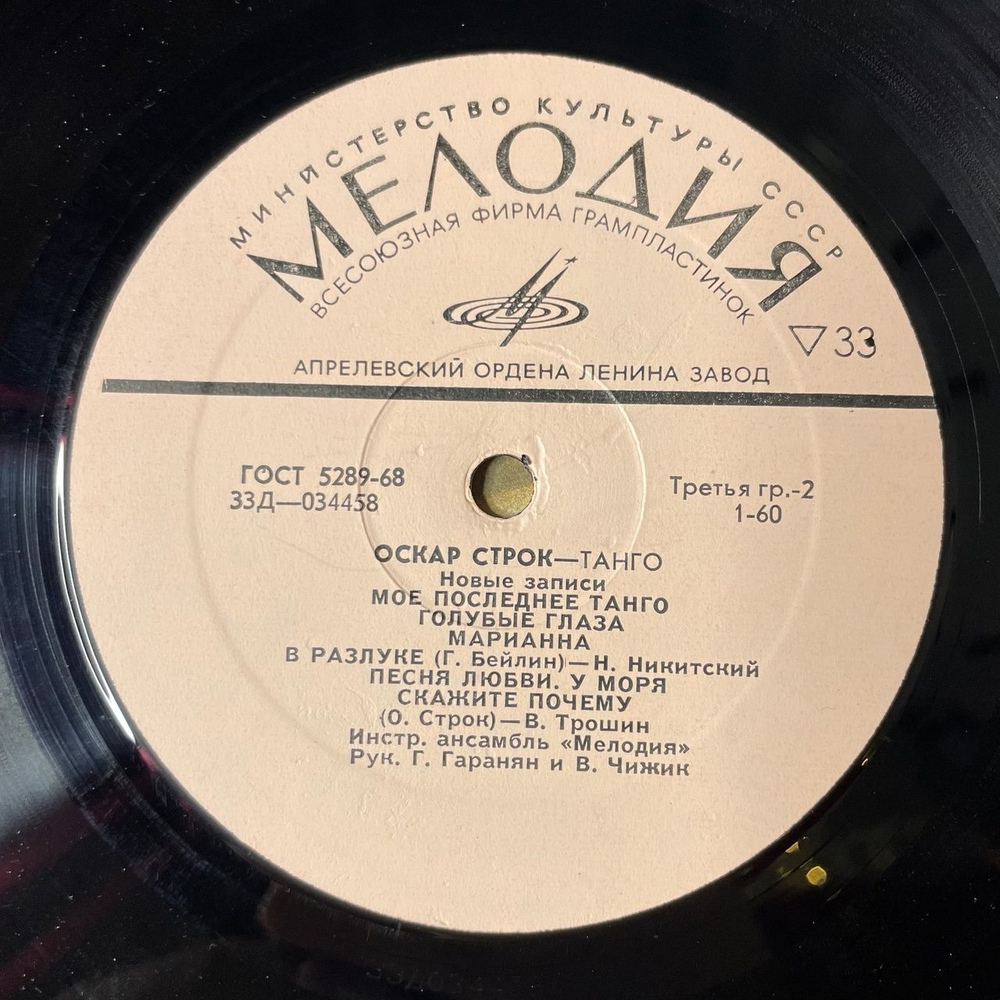 МИНИСТЕРСТВО КУЛЬТУРЫ СССР
МЕЛОДИЯ
ВСЕСОЮЗНАЯ ФИРМА ГРАМПЛАСТИНОК
▽ 33
АПРЕЛЕВСКИЙ ОРДЕНА ЛЕНИНА ЗАВОД
ГОСТ 5289-68
33Д—034458
Третья гр.-2
1-60
ОСКАР СТРОК—ТАНГО
Новые записи
МОЕ ПОСЛЕДНЕЕ ТАНГО
ГОЛУБЫЕ ГЛАЗА
МАРИАННА
В РАЗЛУКЕ (Г. Бейлин)—Н. Никитский
ПЕСНЯ ЛЮБВИ. У МОРЯ
СКАЖИТЕ ПОЧЕМУ
(О. Строк)—В. Трошин
Инстр. ансамбль «Мелодия»
Рук. Г. Гаранян и В. Чижик